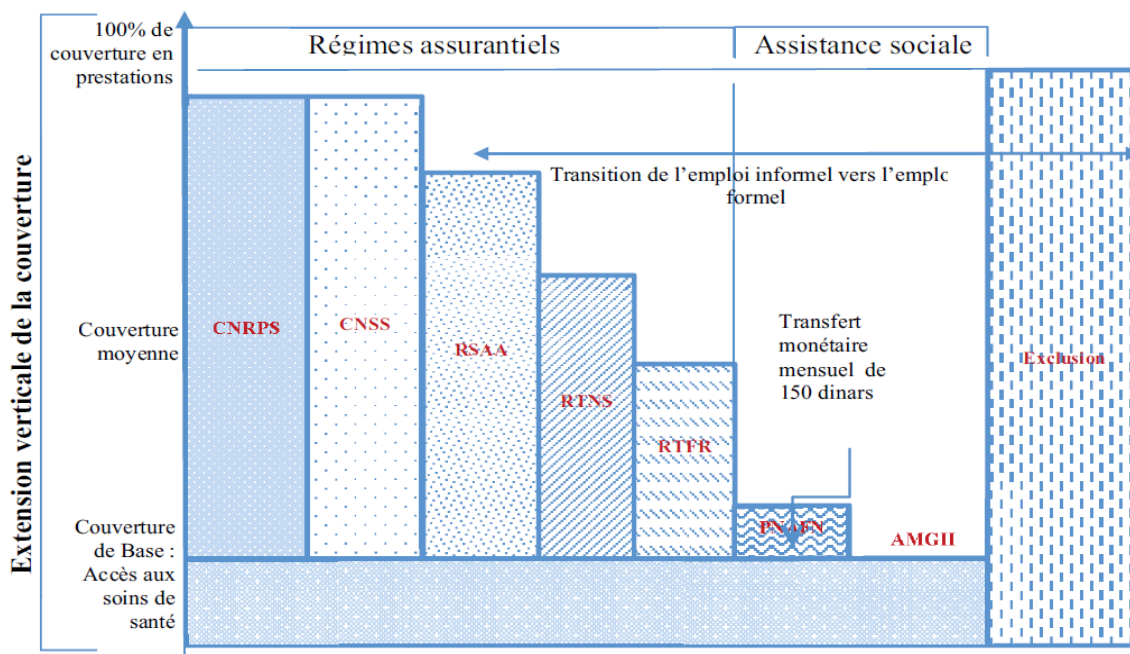 100% de
couverture en
prestations
Régimes assurantiels
Assistance sociale
Transition de l'emploi informel vers l'emplo
formel
Extension verticale de la couverture
Couverture
moyenne
CNRPS
CNSS
RSAA
RTNS
RTFR
Transfert
monétaire
mensuel de
150 dinars
Exclusion
PNAFN
AMGII
Couverture
de Base :
Accès aux
soins de
santé